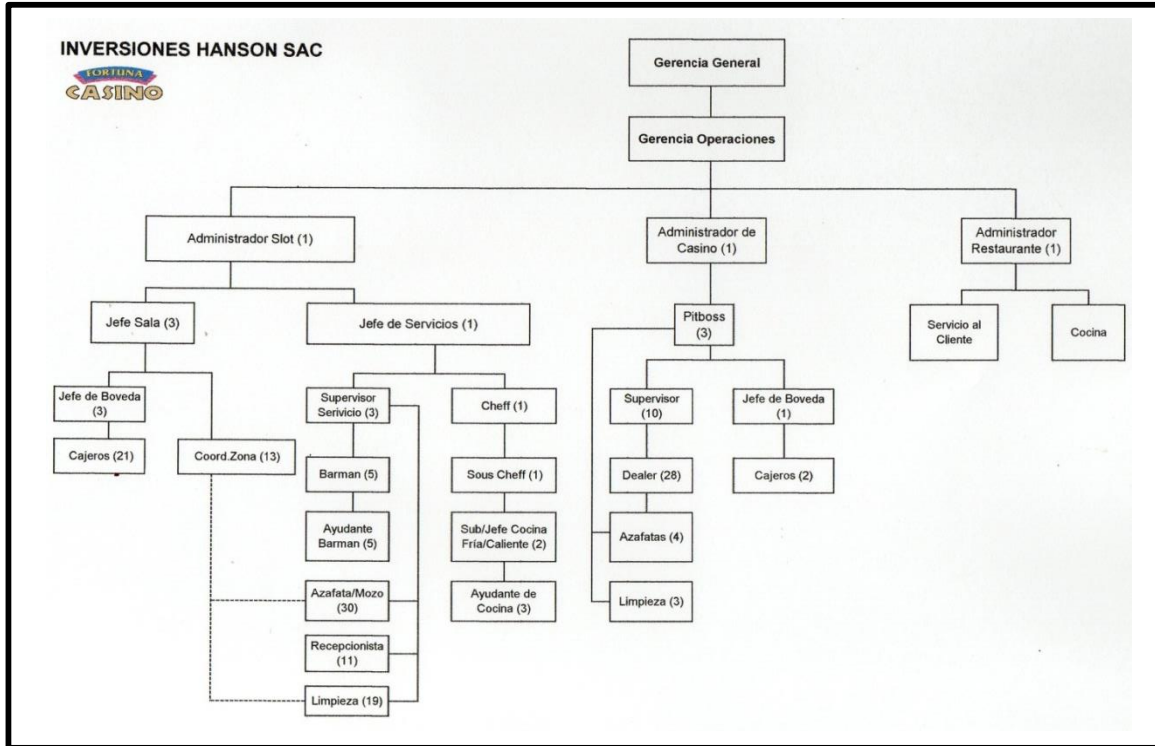 INVERSIONES HANSON SAC
FORTUNA
CASINO
Gerencia General
Gerencia Operaciones
Administrador Slot (1)
Administrador de
Casino (1)
Administrador
Restaurante (1)
Jefe Sala (3)
Jefe de Servicios (1)
Pitboss
(3)
Servicio al
Cliente
Cocina
Jefe de Boveda
(3)
Supervisor
Serivicio (3)
Cheff (1)
Supervisor
(10)
Jefe de Boveda
(1)
Cajeros (21)
Coord.Zona (13)
Barman (5)
Sous Cheff (1)
Dealer (28)
Cajeros (2)
Ayudante
Barman (5)
Sub/Jefe Cocina
Fría/Caliente (2)
Azafatas (4)
Azafata/Mozo
(30)
Ayudante de
Cocina (3)
Limpieza (3)
Recepcionista
(11)
Limpieza (19)